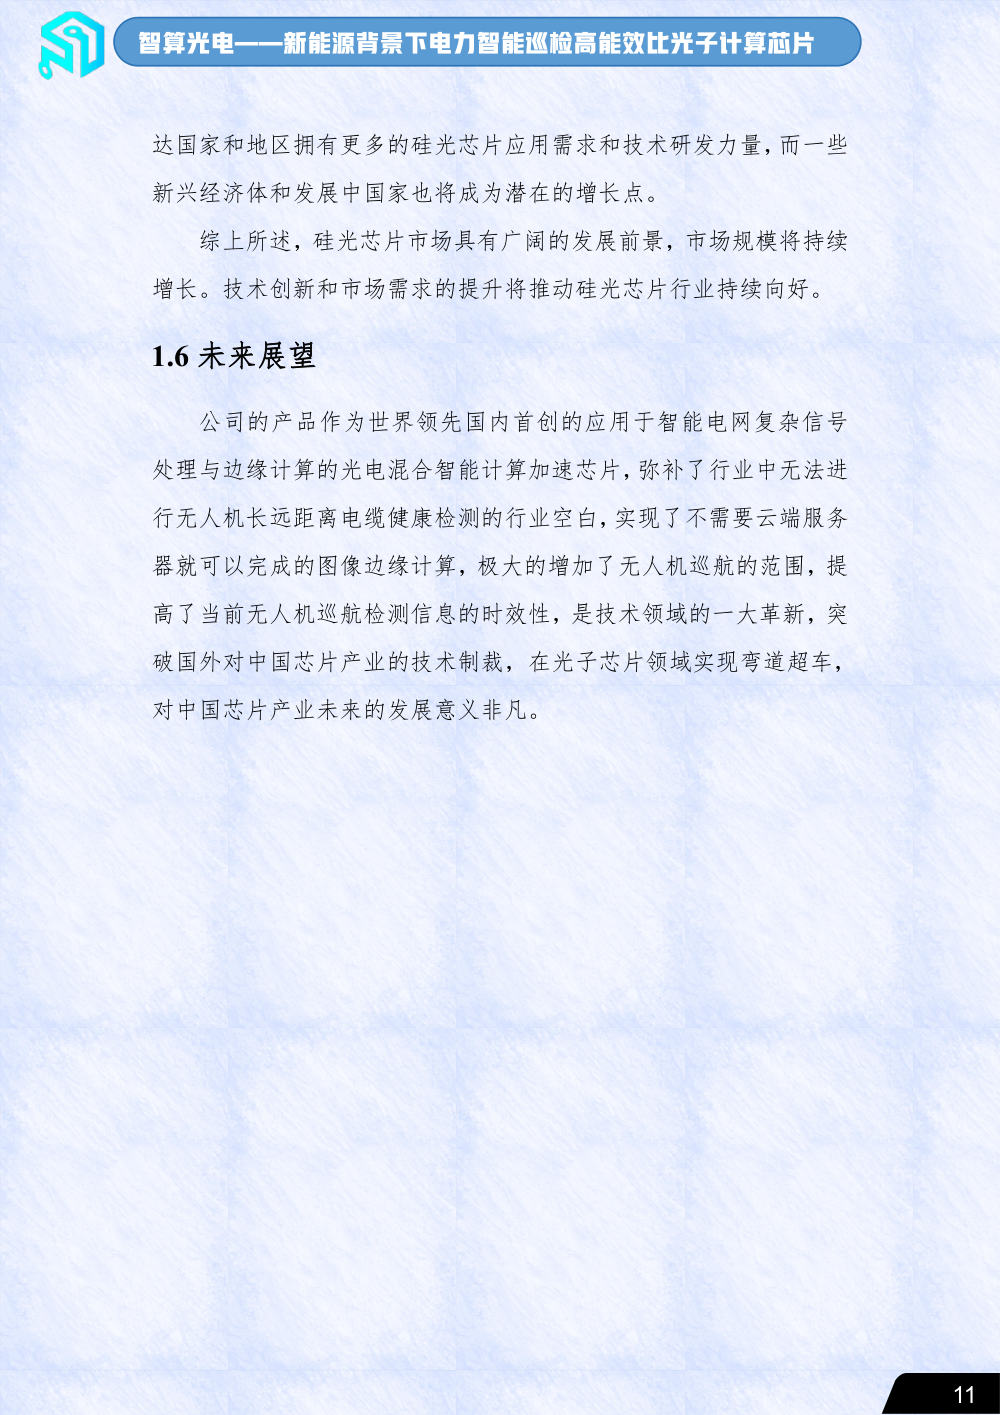 智算光电——新能源背景下电力智能巡检高能效比光子计算芯片
达国家和地区拥有更多的硅光芯片应用需求和技术研发力量，而一些
新兴经济体和发展中国家也将成为潜在的增长点。
综上所述，硅光芯片市场具有广阔的发展前景，市场规模将持续
增长。技术创新和市场需求的提升将推动硅光芯片行业持续向好。
1.6 未来展望
公司的产品作为世界领先国内首创的应用于智能电网复杂信号
处理与边缘计算的光电混合智能计算加速芯片，弥补了行业中无法进
行无人机长远距离电缆健康检测的行业空白，实现了不需要云端服务
器就可以完成的图像边缘计算，极大的增加了无人机巡航的范围，提
高了当前无人机巡航检测信息的时效性，是技术领域的一大革新，突
破国外对中国芯片产业的技术制裁，在光子芯片领域实现弯道超车，
对中国芯片产业未来的发展意义非凡。
11